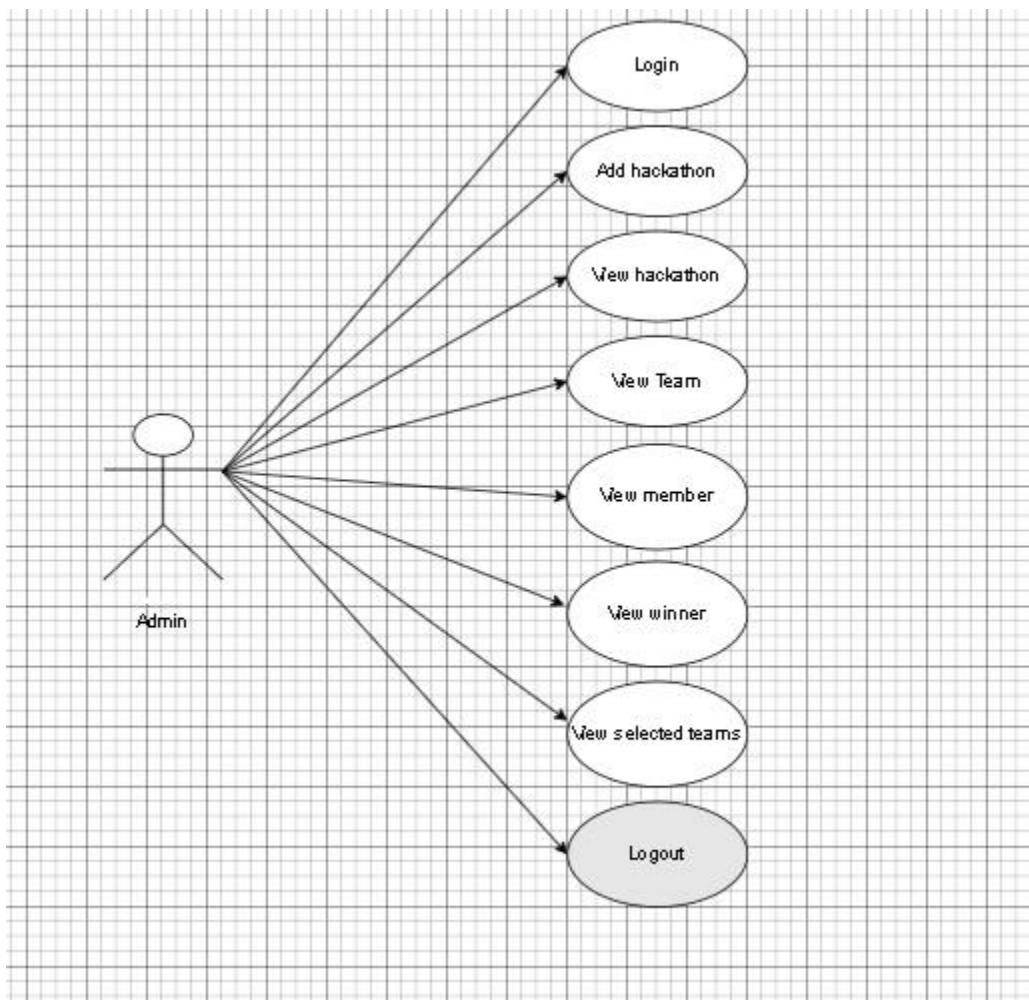 Login
Add hackathon
View hackathon
View Team
View member
Admin
View winner
View selected teams
Logout